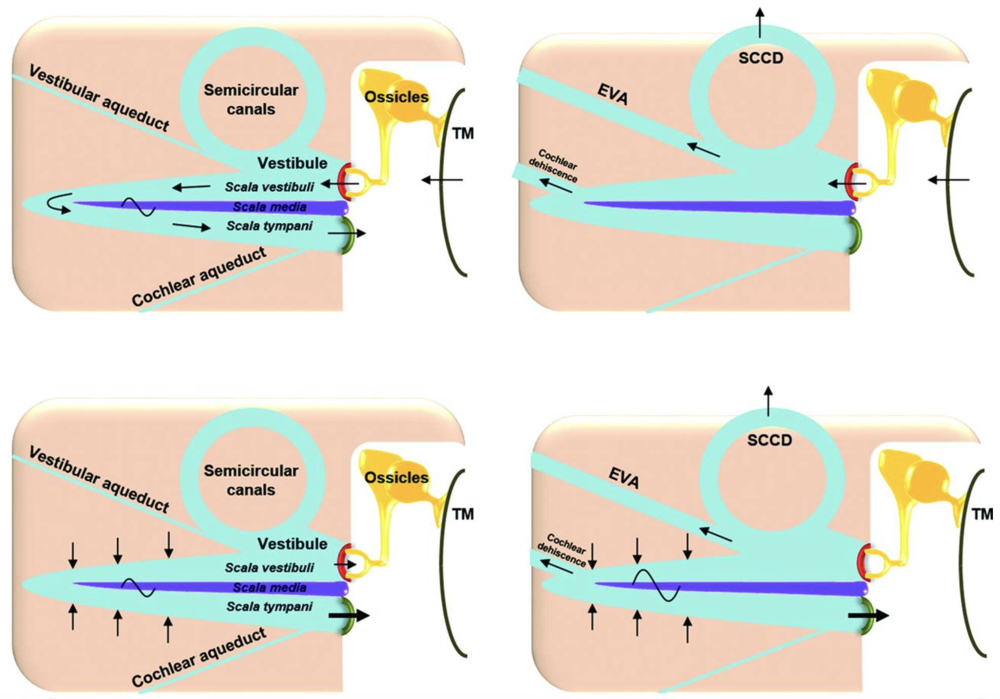 Vestibular aqueduct
Semicircular
canals
Ossicles
TM
Vestibule
Scala vestibuli
Scala media
Scala tympani
Cochlear aqueduct
SCCD
EVA
Cochlear
dehiscence
Vestibular aqueduct
Semicircular
canals
Ossicles
TM
Vestibule
Scala vestibuli
Scala media
Scala tympani
Cochlear aqueduct
SCCD
EVA
TM
Cochlear
dehiscence